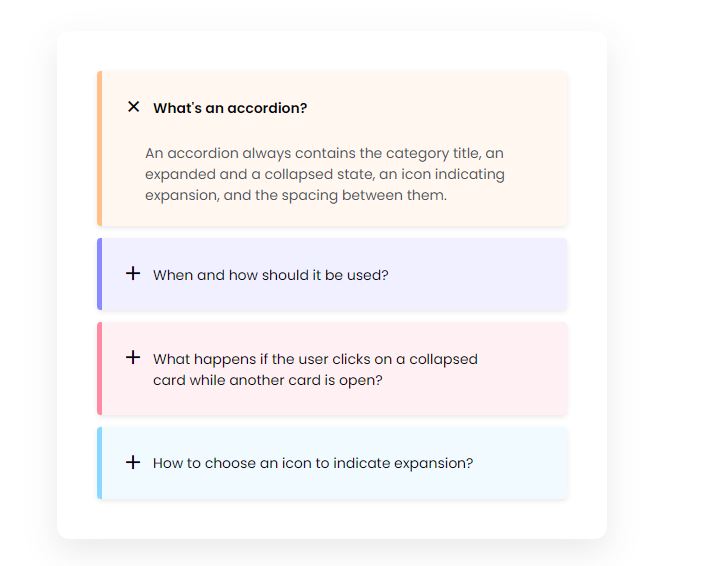 What's an accordion?
An accordion always contains the category title, an
expanded and a collapsed state, an icon indicating
expansion, and the spacing between them.
When and how should it be used?
What happens if the user clicks on a collapsed
card while another card is open?
How to choose an icon to indicate expansion?